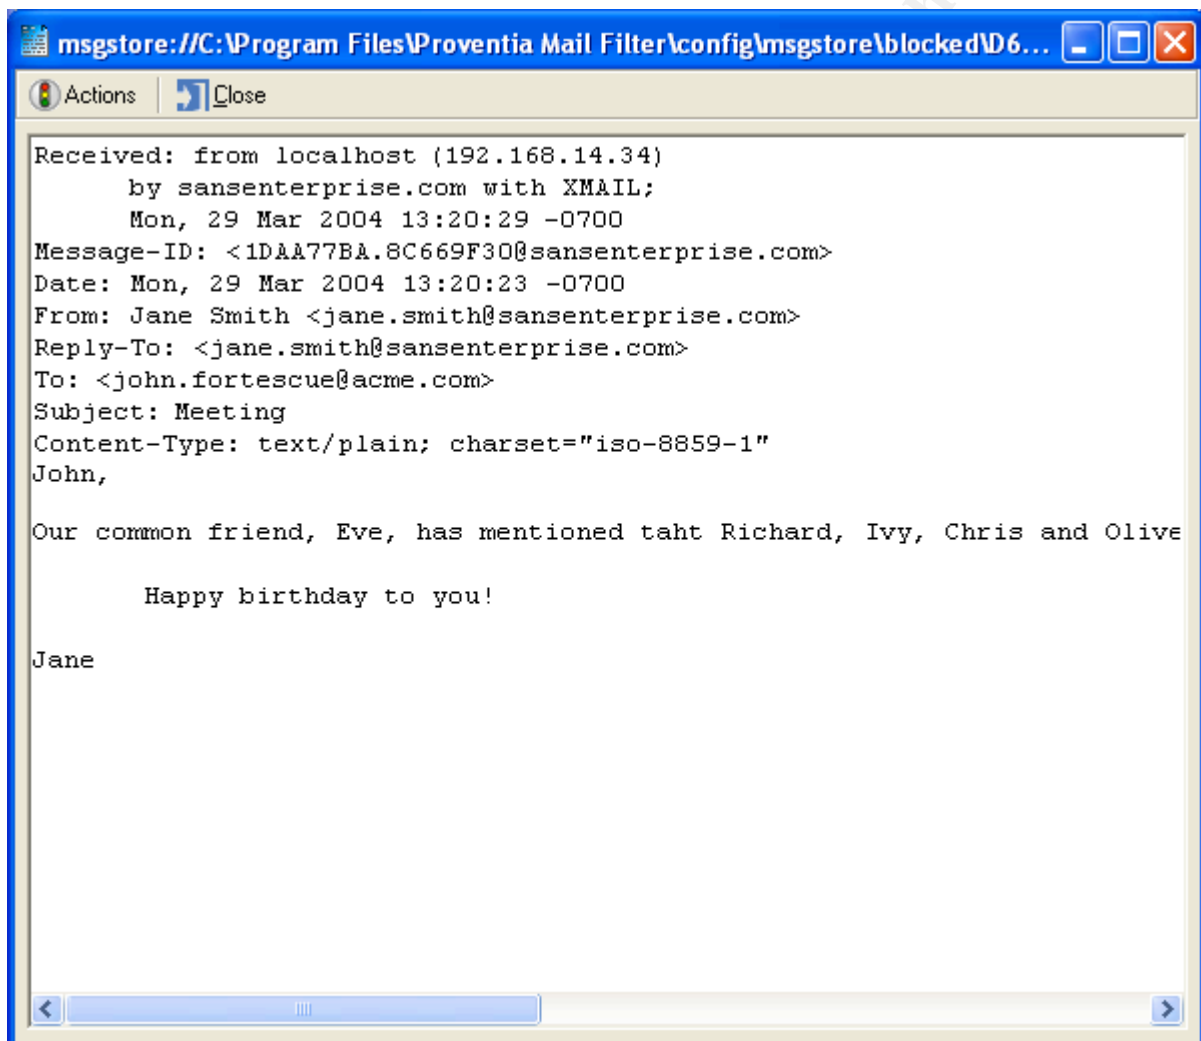 msgstore://C:\Program Files\Proventia Mail Filter\config\msgstore\blocked\D6...
Actions Close
Received: from localhost (192.168.14.34)
by sansenterprise.com with XMAIL;
Mon, 29 Mar 2004 13:20:29 -0700
Message-ID: <1DAA77BA.8C669F30@sansenterprise.com>
Date: Mon, 29 Mar 2004 13:20:23 -0700
From: Jane Smith <jane.smith@sansenterprise.com>
Reply-To: <jane.smith@sansenterprise.com>
To: <john.fortescue@acme.com>
Subject: Meeting
Content-Type: text/plain; charset="iso-8859-1"
John,
Our common friend, Eve, has mentioned taht Richard, Ivy, Chris and Olive
Happy birthday to you!
Jane